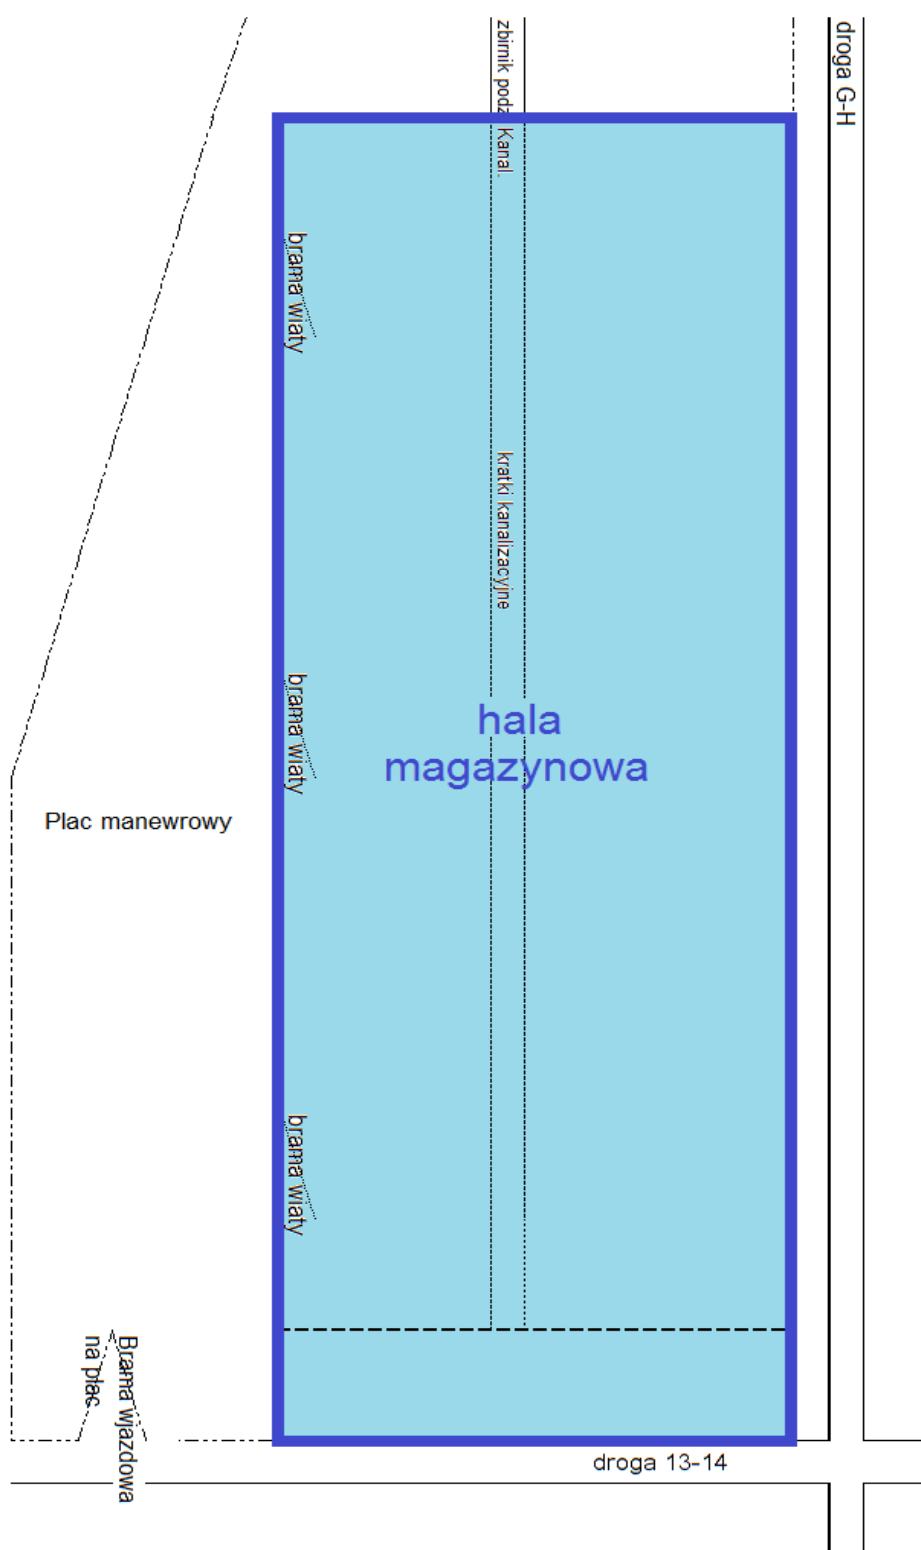 zbirnik podz. Kanal.
droga G-H
brama wiaty
kratki kanalizacyjne
brama wiaty
hala
magazynowa
Plac manewrowy
brama wiaty
Brama wjazdowa
na plac
droga 13-14